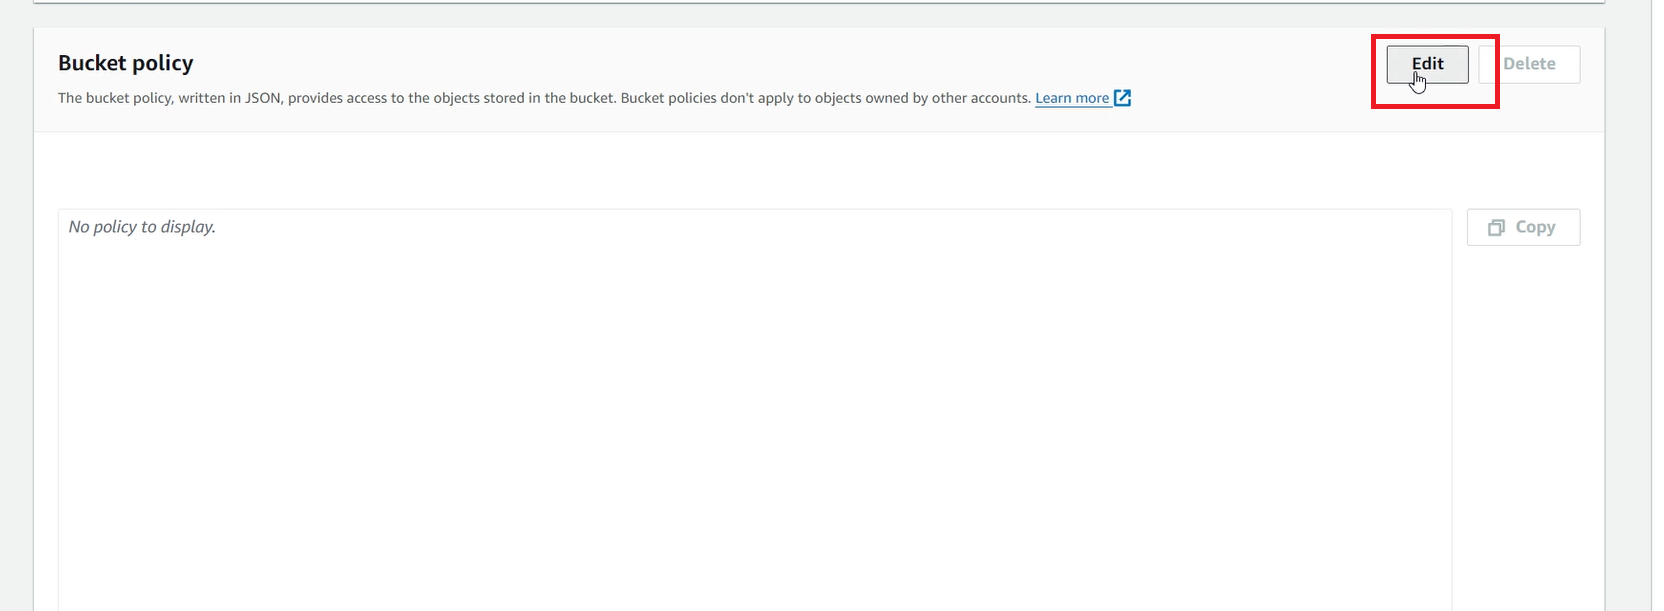 Bucket policy
Edit
Delete
The bucket policy, written in JSON, provides access to the objects stored in the bucket. Bucket policies don't apply to objects owned by other accounts. Learn more
No policy to display.
Copy